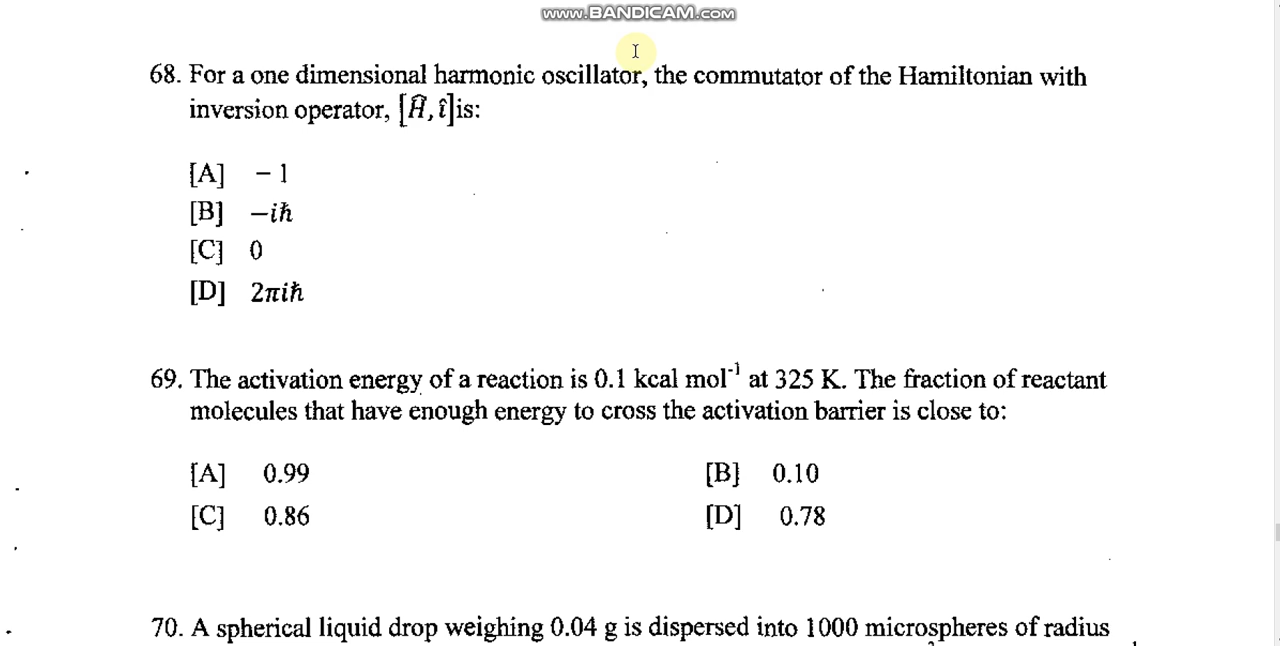 www.BANDICAM.com
68. For a one dimensional harmonic oscillator, the commutator of the Hamiltonian with
inversion operator, [Ĥ, î]is:
[A] − 1
[B] −iħ
[C] 0
[D] 2πiħ
69. The activation energy of a reaction is 0.1 kcal mol⁻¹ at 325 K. The fraction of reactant
molecules that have enough energy to cross the activation barrier is close to:
[A] 0.99 [B] 0.10
[C] 0.86 [D] 0.78
70. A spherical liquid drop weighing 0.04 g is dispersed into 1000 microspheres of radius